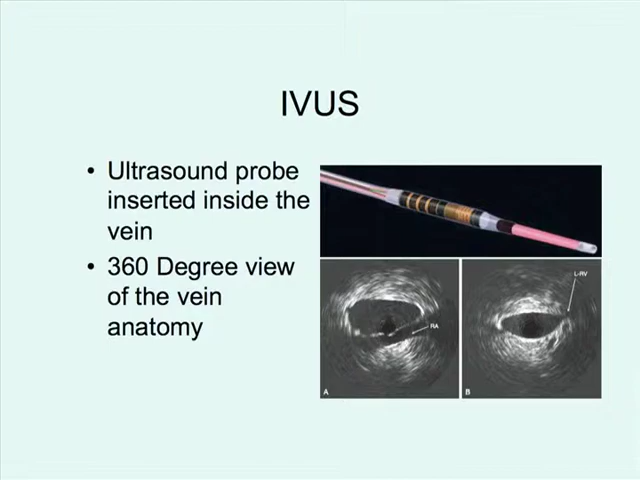 IVUS
• Ultrasound probe
inserted inside the
vein
• 360 Degree view
of the vein
anatomy
RA
A
L-RV
B